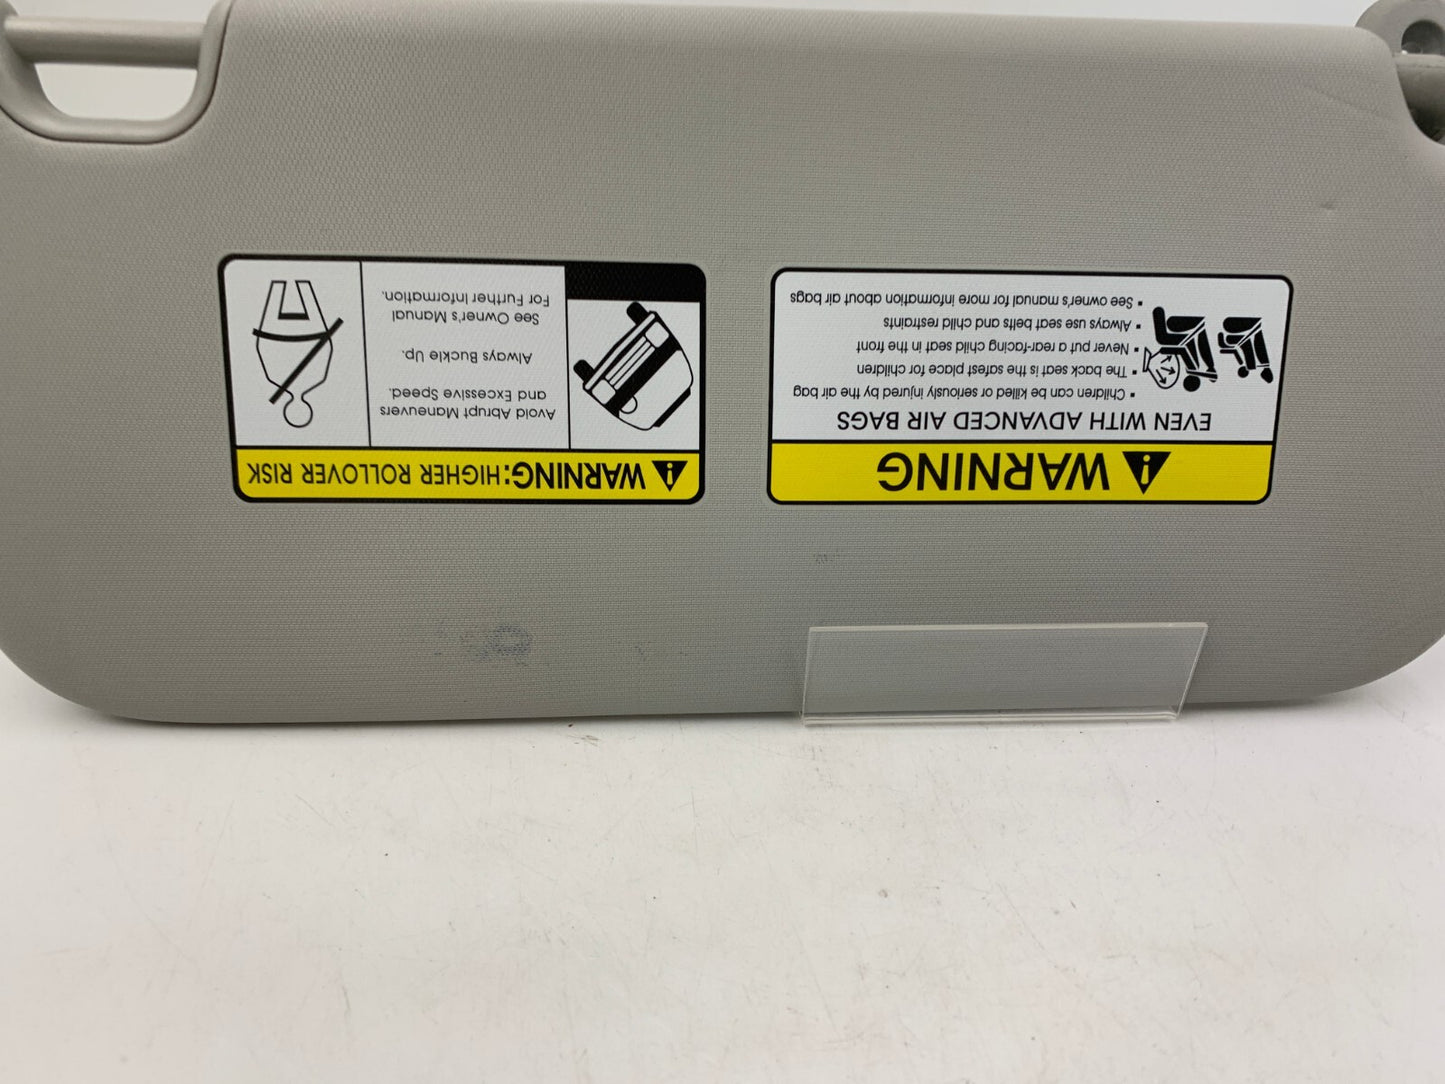 WARNING
EVEN WITH ADVANCED AIR BAGS
• Children can be killed or seriously injured by the air bag
• The back seat is the safest place for children
• Never put a rear-facing child seat in the front
• Always use seat belts and child restraints
• See owner's manual for more information about air bags
WARNING: HIGHER ROLLOVER RISK
Avoid Abrupt Maneuvers
and Excessive Speed.
Always Buckle Up.
See Owner's Manual
For Further Information.